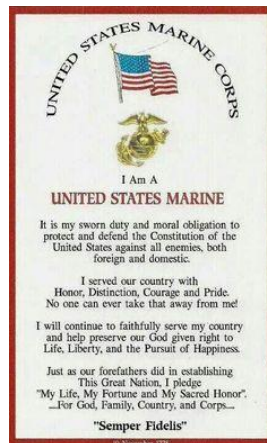 UNITED STATES MARINE CORPS
I Am A
UNITED STATES MARINE
It is my sworn duty and moral obligation to
protect and defend the Constitution of the
United States against all enemies, both
foreign and domestic.
I served our country with
Honor, Distinction, Courage and Pride.
No one can ever take that away from me!
I will continue to faithfully serve my country
and help preserve our God given right to
Life, Liberty, and the Pursuit of Happiness.
Just as our forefathers did in establishing
This Great Nation, I pledge
"My Life, My Fortune and My Sacred Honor".
...For God, Family, Country, and Corps...
"Semper Fidelis"